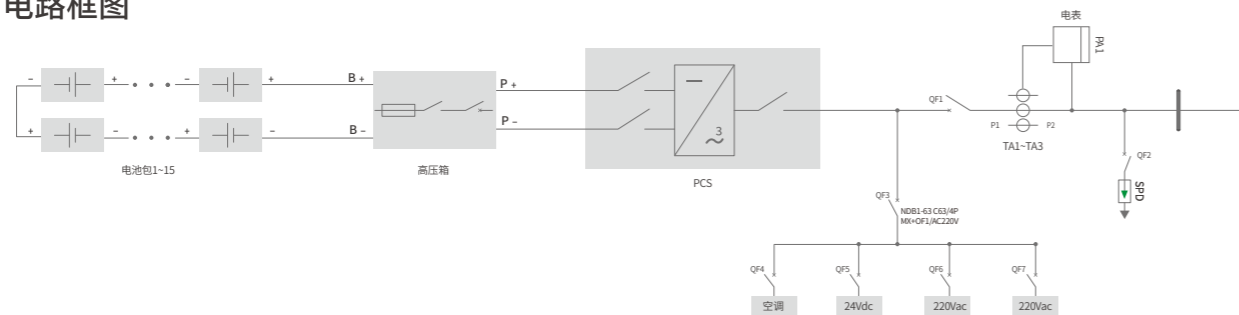 电路框图
电表
PA1
- + - +
B +
P +
QF1
+ - + -
B -
P -
P1
P2
TA1~TA3
QF2
SPD
3
电池包1~15
高压箱
PCS
QF3
NDB1-63 C63/4P
MX+OF1/AC220V
QF4
QF5
QF6
QF7
空调
24Vdc
220Vac
220Vac